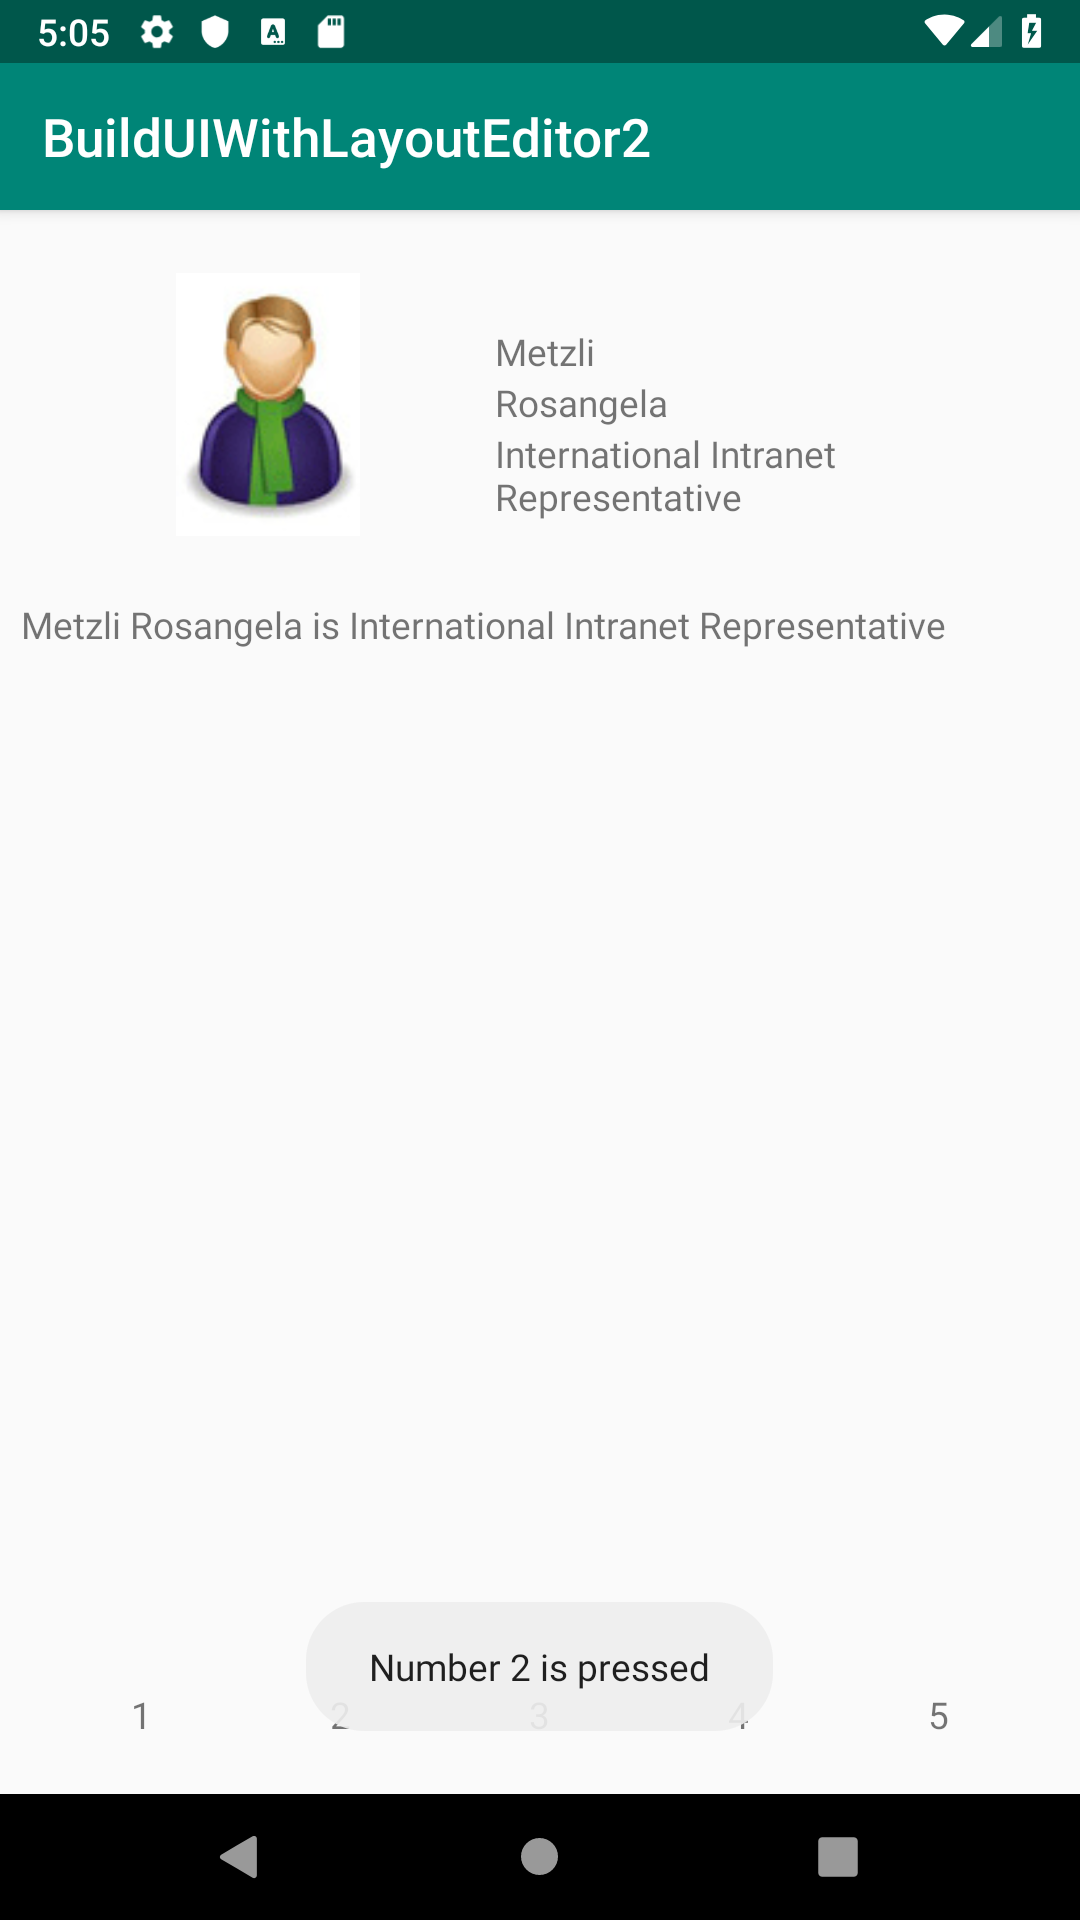 5:05
BuildUIWithLayoutEditor2
Metzli
Rosangela
International Intranet
Representative
Metzli Rosangela is International Intranet Representative
Number 2 is pressed
1 2 3 4 5